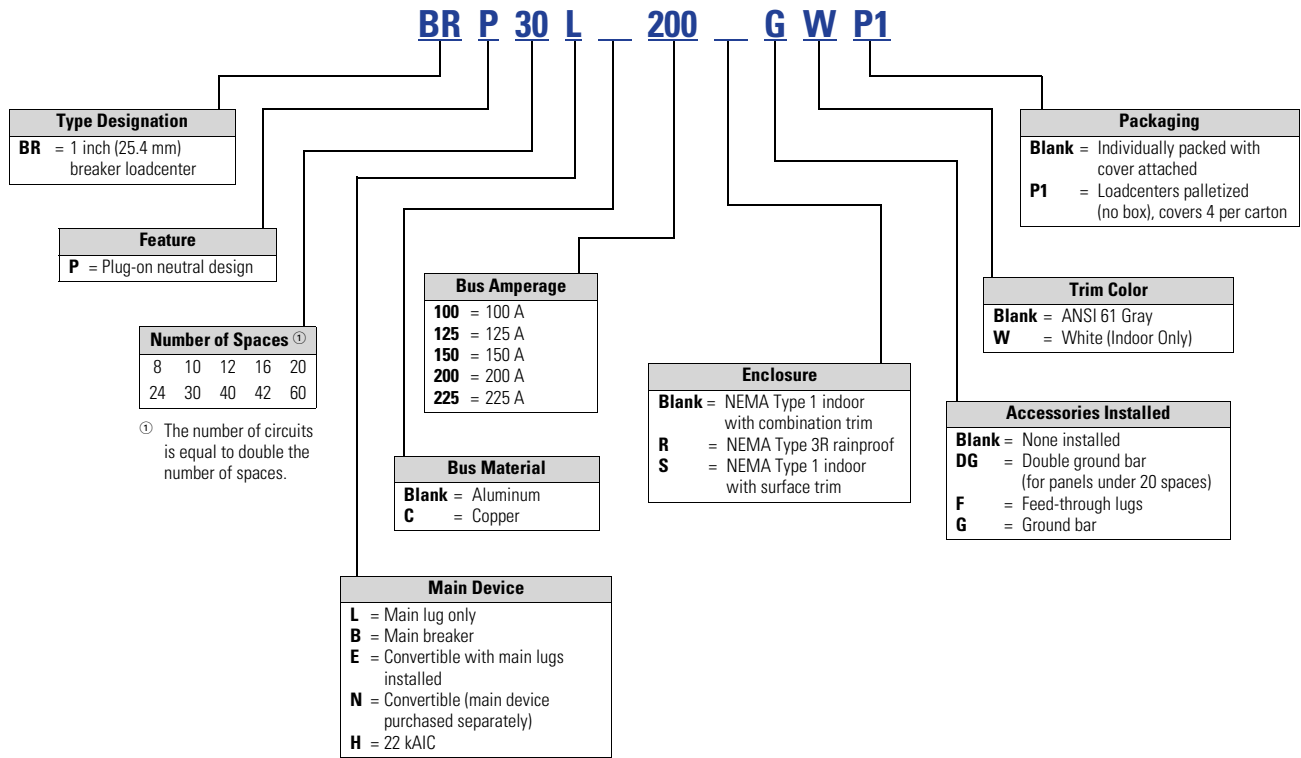 BR P 30 L __ 200 __ G W P1
Type Designation
BR = 1 inch (25.4 mm)
breaker loadcenter
Feature
P = Plug-on neutral design
Number of Spaces ①
8 10 12 16 20
24 30 40 42 60
① The number of circuits
is equal to double the
number of spaces.
Main Device
L = Main lug only
B = Main breaker
E = Convertible with main lugs
installed
N = Convertible (main device
purchased separately)
H = 22 kAIC
Bus Material
Blank = Aluminum
C = Copper
Bus Amperage
100 = 100 A
125 = 125 A
150 = 150 A
200 = 200 A
225 = 225 A
Enclosure
Blank = NEMA Type 1 indoor
with combination trim
R = NEMA Type 3R rainproof
S = NEMA Type 1 indoor
with surface trim
Accessories Installed
Blank = None installed
DG = Double ground bar
(for panels under 20 spaces)
F = Feed-through lugs
G = Ground bar
Trim Color
Blank = ANSI 61 Gray
W = White (Indoor Only)
Packaging
Blank = Individually packed with
cover attached
P1 = Loadcenters palletized
(no box), covers 4 per carton